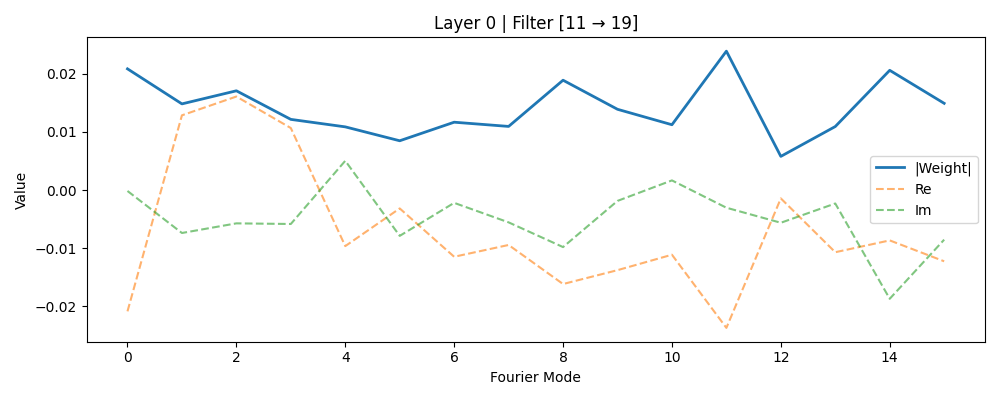 Layer 0 | Filter [11 → 19]
Value
0.02
0.01
0.00
−0.01
−0.02
|Weight|
Re
Im
0 2 4 6 8 10 12 14
Fourier Mode